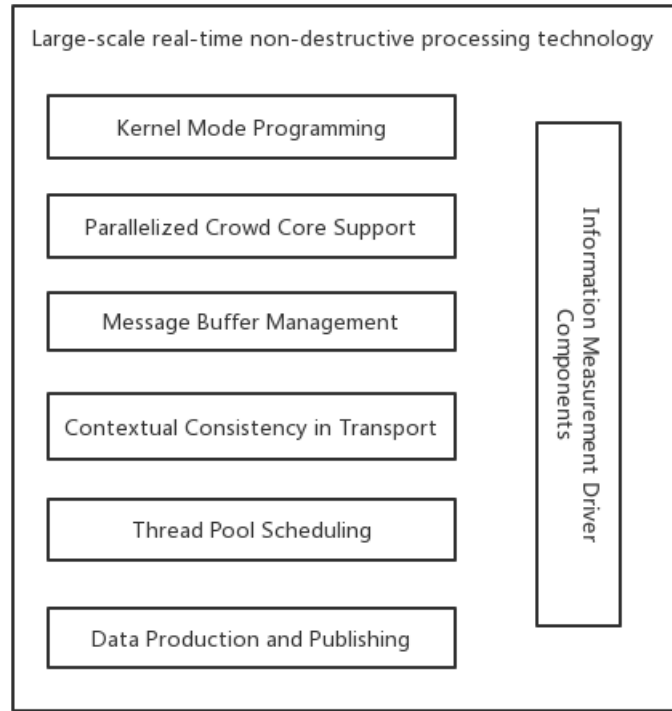 Large-scale real-time non-destructive processing technology
Kernel Mode Programming
Parallelized Crowd Core Support
Message Buffer Management
Contextual Consistency in Transport
Thread Pool Scheduling
Data Production and Publishing
Information Measurement Driver
Components